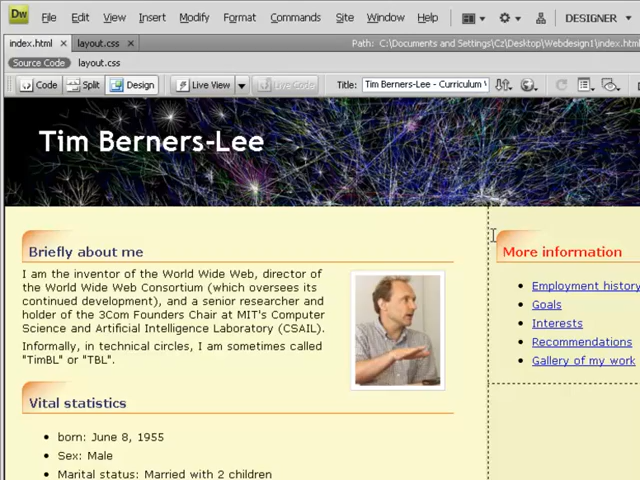 Dw File Edit View Insert Modify Format Commands Site Window Help DESIGNER
index.html layout.css Path: C:\Documents and Settings\Cz\Desktop\Webdesign1\index.html
Source Code layout.css
Code Split Design Live View Live Code Title: Tim Berners-Lee - Curriculum
Tim Berners-Lee
Briefly about me
I am the inventor of the World Wide Web, director of
the World Wide Web Consortium (which oversees its
continued development), and a senior researcher and
holder of the 3Com Founders Chair at MIT's Computer
Science and Artificial Intelligence Laboratory (CSAIL).
Informally, in technical circles, I am sometimes called
"TimBL" or "TBL".
Vital statistics
born: June 8, 1955
Sex: Male
Marital status: Married with 2 children
More information
Employment history
Goals
Interests
Recommendations
Gallery of my work